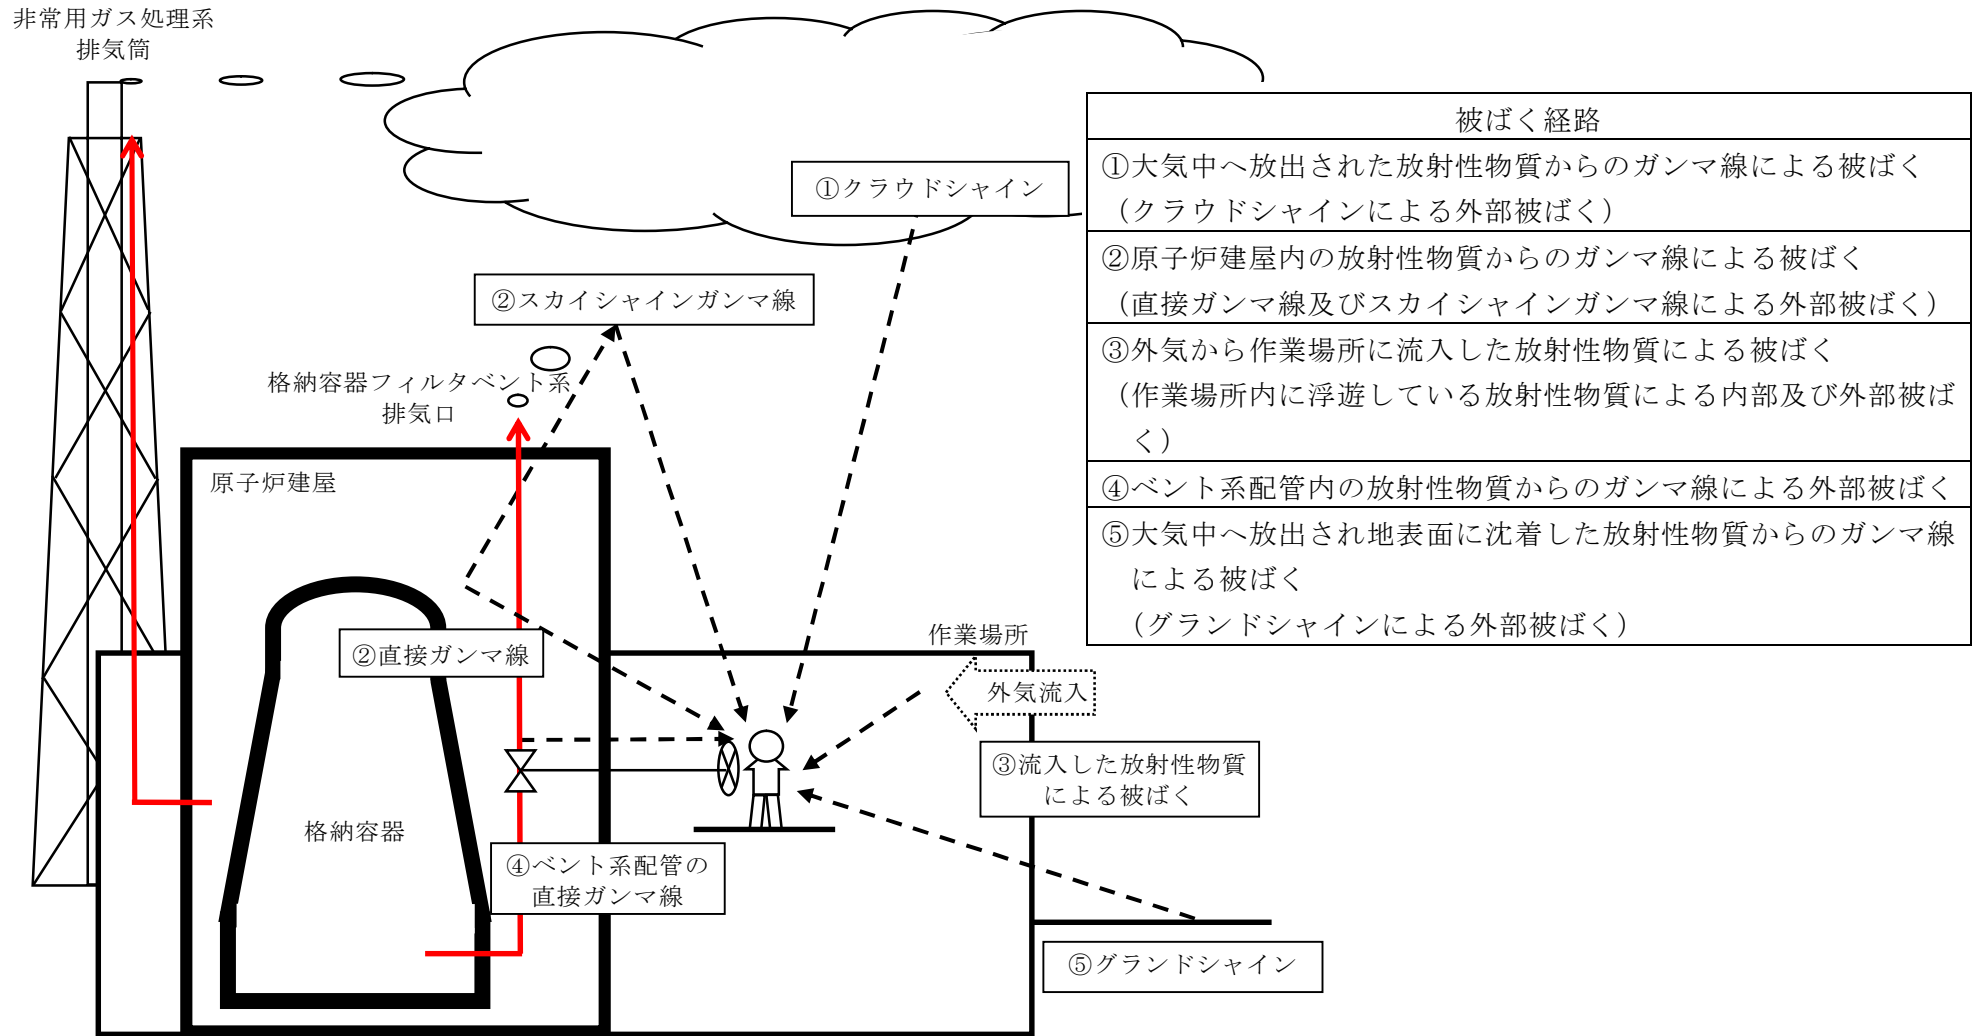 非常用ガス処理系
排気筒
①クラウドシャイン
②スカイシャインガンマ線
格納容器フィルタベント系
排気口
原子炉建屋
②直接ガンマ線
作業場所
外気流入
③流入した放射性物質
による被ばく
格納容器
④ベント系配管の
直接ガンマ線
⑤グランドシャイン
被ばく経路
①大気中へ放出された放射性物質からのガンマ線による被ばく
（クラウドシャインによる外部被ばく）
②原子炉建屋内の放射性物質からのガンマ線による被ばく
（直接ガンマ線及びスカイシャインガンマ線による外部被ばく）
③外気から作業場所に流入した放射性物質による被ばく
（作業場所内に浮遊している放射性物質による内部及び外部被ば
く）
④ベント系配管内の放射性物質からのガンマ線による外部被ばく
⑤大気中へ放出され地表面に沈着した放射性物質からのガンマ線
による被ばく
（グランドシャインによる外部被ばく）